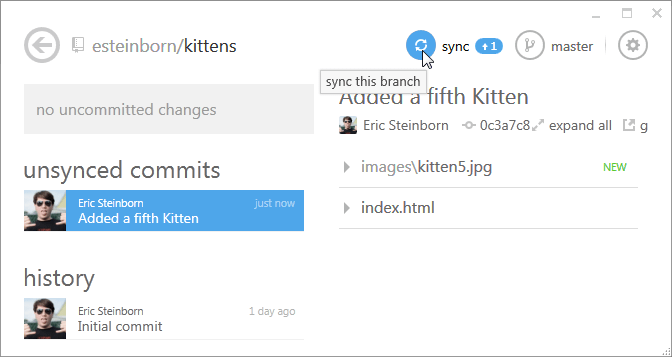 esteinborn/kittens
sync 1 master
sync this branch
no uncommitted changes
Added a fifth Kitten
Eric Steinborn 0c3a7c8 expand all g
unsynced commits
images\kitten5.jpg NEW
Eric Steinborn just now
Added a fifth Kitten
index.html
history
Eric Steinborn 1 day ago
Initial commit